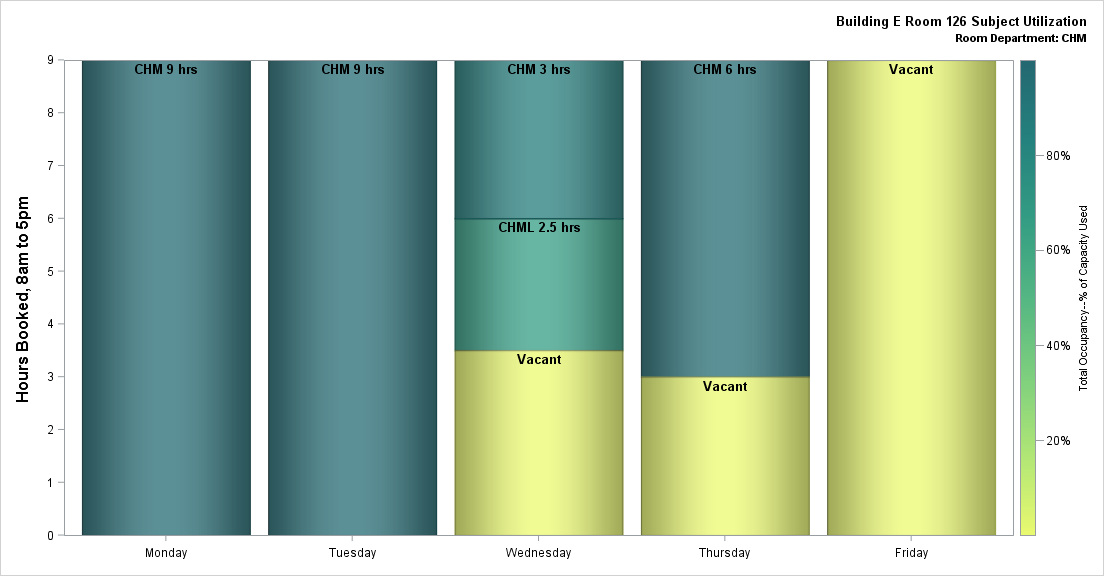 Building E Room 126 Subject Utilization
Room Department: CHM
Hours Booked, 8am to 5pm
9
8
7
6
5
4
3
2
1
0
CHM 9 hrs
CHM 9 hrs
CHM 3 hrs
CHML 2.5 hrs
Vacant
CHM 6 hrs
Vacant
Vacant
Monday
Tuesday
Wednesday
Thursday
Friday
80%
60%
40%
20%
Total Occupancy--% of Capacity Used